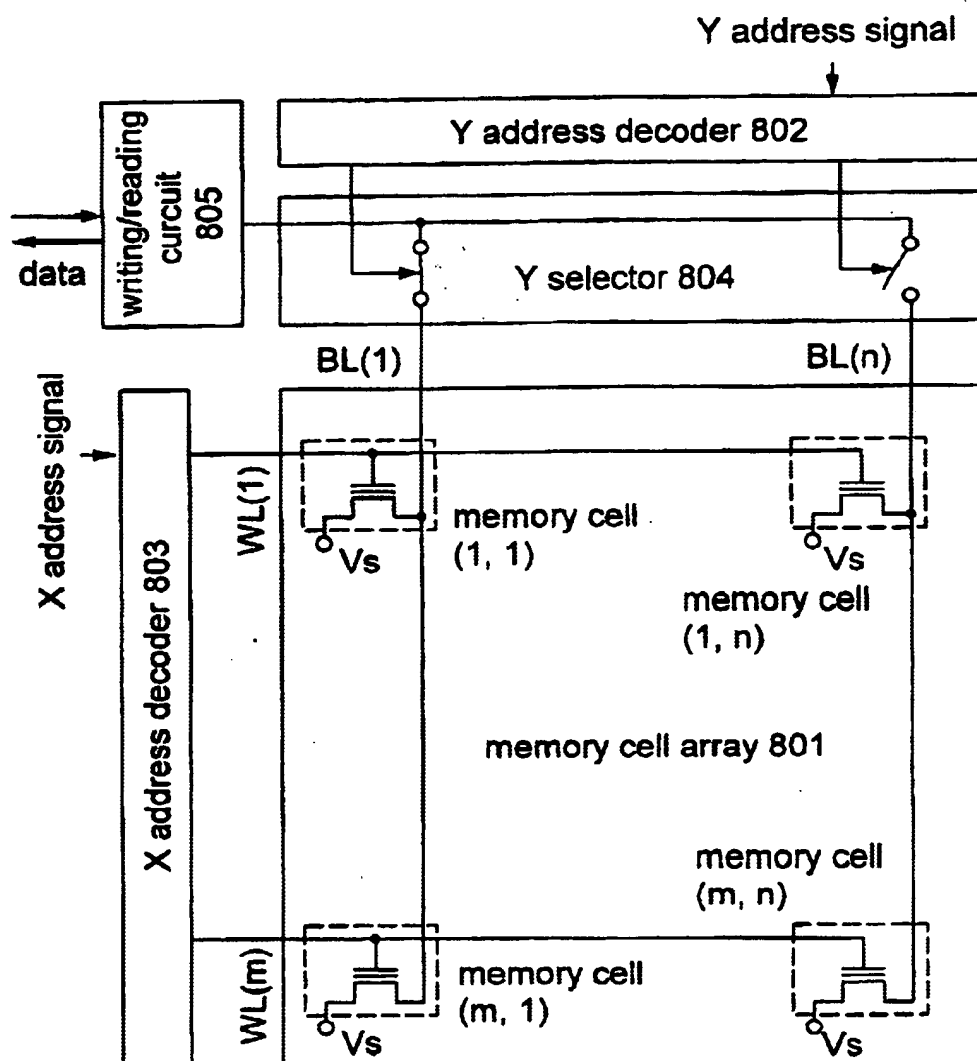 Y address signal
Y address decoder 802
writing/reading
curcuit
805
data
Y selector 804
BL(1)
BL(n)
X address signal
X address decoder 803
WL(1)
memory cell
(1, 1)
Vs
Vs
memory cell
(1, n)
memory cell array 801
memory cell
(m, n)
WL(m)
memory cell
(m, 1)
Vs
Vs